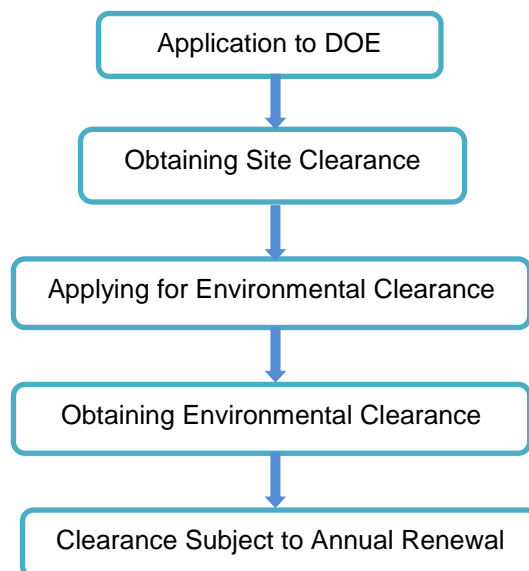 Application to DOE
Obtaining Site Clearance
Applying for Environmental Clearance
Obtaining Environmental Clearance
Clearance Subject to Annual Renewal